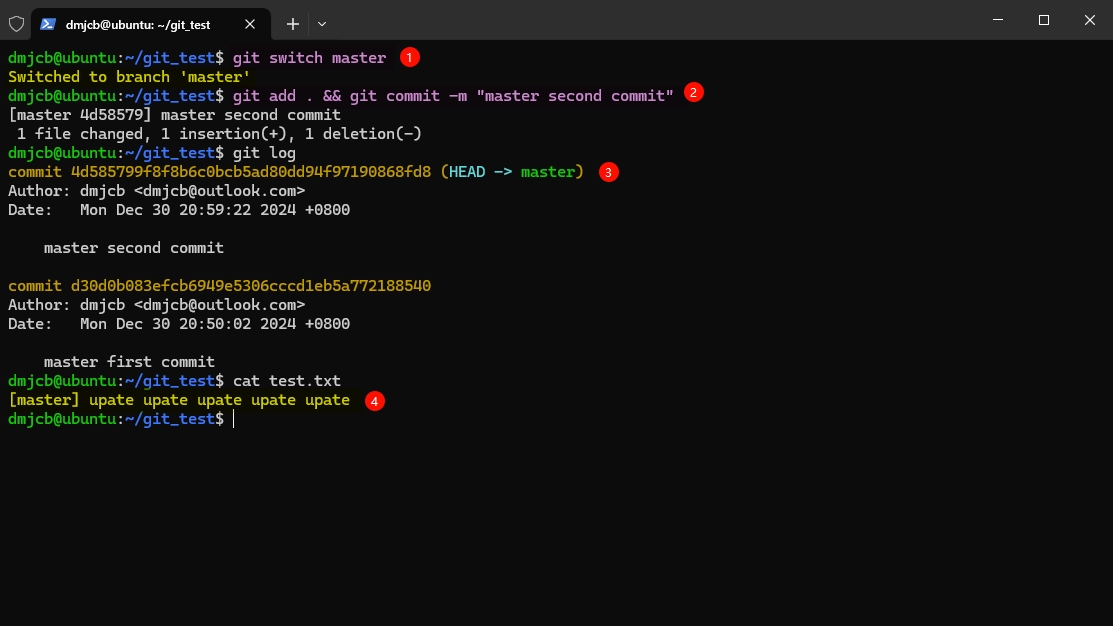 dmjcb@ubuntu: ~/git_test
dmjcb@ubuntu:~/git_test$ git switch master 1
Switched to branch 'master'
dmjcb@ubuntu:~/git_test$ git add . && git commit -m "master second commit" 2
[master 4d58579] master second commit
1 file changed, 1 insertion(+), 1 deletion(-)
dmjcb@ubuntu:~/git_test$ git log
commit 4d585799f8f8b6c0bcb5ad80dd94f97190868fd8 (HEAD -> master) 3
Author: dmjcb <dmjcb@outlook.com>
Date:   Mon Dec 30 20:59:22 2024 +0800
master second commit
commit d30d0b083efcb6949e5306cccd1eb5a772188540
Author: dmjcb <dmjcb@outlook.com>
Date:   Mon Dec 30 20:50:02 2024 +0800
master first commit
dmjcb@ubuntu:~/git_test$ cat test.txt
[master] upate upate upate upate upate 4
dmjcb@ubuntu:~/git_test$